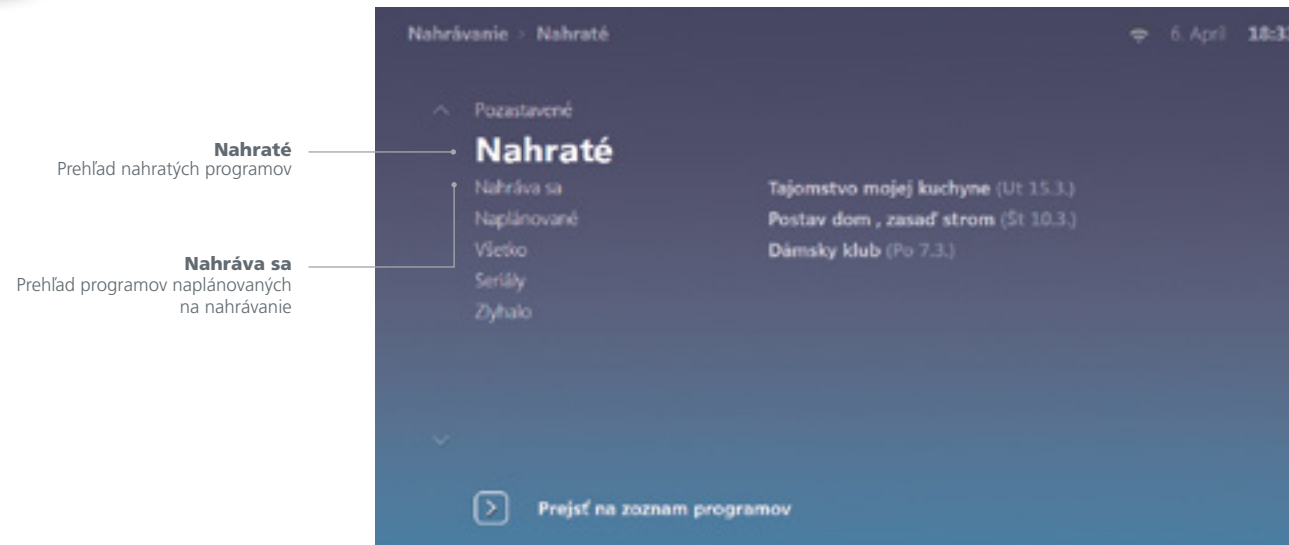 Nahrávanie > Nahraté
6. Apríl 18:33
Pozastavené
Nahraté
Nahráva sa
Naplánované
Všetko
Seriály
Zlyhalo
Tajomstvo mojej kuchyne (Ut 15.3.)
Postav dom , zasaď strom (Št 10.3.)
Dámsky klub (Po 7.3.)
Prejsť na zoznam programov
Nahraté
Prehľad nahratých programov
Nahráva sa
Prehľad programov naplánovaných
na nahrávanie